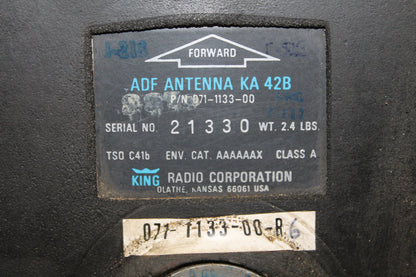 FORWARD
ADF ANTENNA KA 42B
P/N 071-1133-00
SERIAL NO. 21330 WT. 2.4 LBS.
TSO C41b ENV. CAT. AAAAAAX CLASS A
KING RADIO CORPORATION
OLATHE, KANSAS 66061 USA
071-1133-00-R6